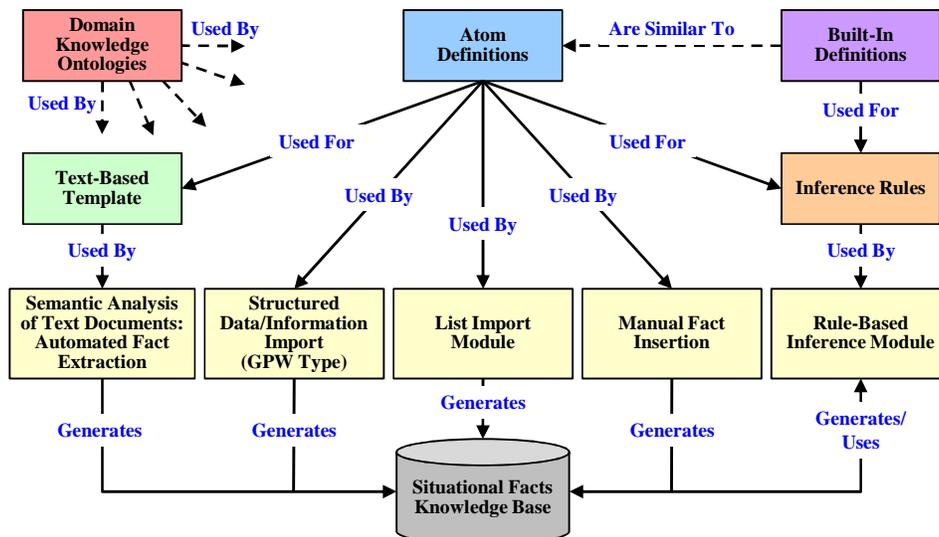 Domain
Knowledge
Ontologies
Used By
Used By
Atom
Definitions
Are Similar To
Built-In
Definitions
Used For
Used For
Used For
Text-Based
Template
Inference Rules
Used By
Used By
Used By
Used By
Used By
Semantic Analysis
of Text Documents:
Automated Fact
Extraction
Structured
Data/Information
Import
(GPW Type)
List Import
Module
Manual Fact
Insertion
Rule-Based
Inference Module
Generates
Generates
Generates
Generates
Generates/
Uses
Situational Facts
Knowledge Base